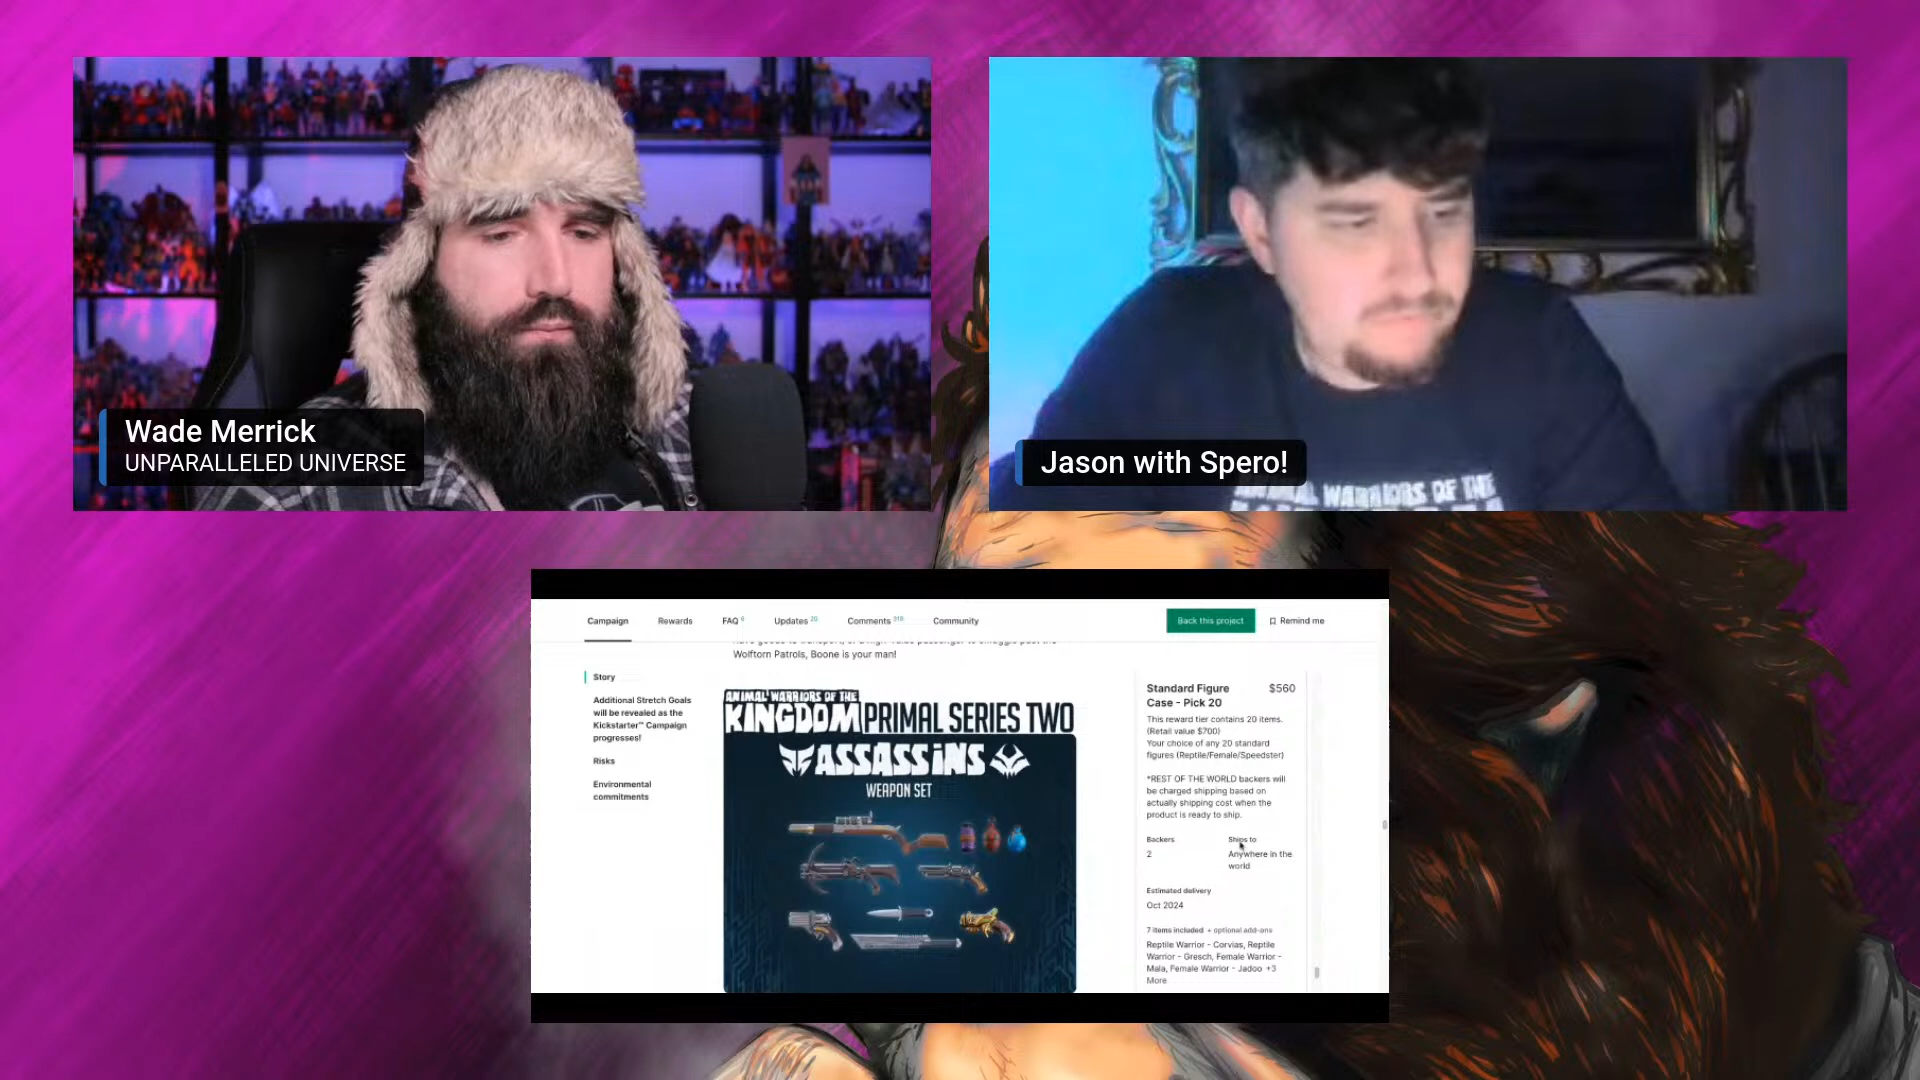 Wade Merrick
UNPARALLELED UNIVERSE
Jason with Spero!
ANIMAL WARRIORS OF THE
Campaign
Rewards
FAQ 6
Updates 20
Comments 318
Community
Back this project
Remind me
Wolftorn Patrols, Boone is your man!
Story
Additional Stretch Goals
will be revealed as the
Kickstarter™ Campaign
progresses!
Risks
Environmental
commitments
ANIMAL WARRIORS OF THE
KINGDOM PRIMAL SERIES TWO
ASSASSINS
WEAPON SET
Standard Figure $560
Case - Pick 20
This reward tier contains 20 items.
(Retail value $700)
Your choice of any 20 standard
figures (Reptile/Female/Speedster)
*REST OF THE WORLD backers will
be charged shipping based on
actually shipping cost when the
product is ready to ship.
Backers
2
Ships to
Anywhere in the
world
Estimated delivery
Oct 2024
7 items included + optional add-ons
Reptile Warrior - Corvias, Reptile
Warrior - Gresch, Female Warrior -
Mala, Female Warrior - Jadoo +3
More